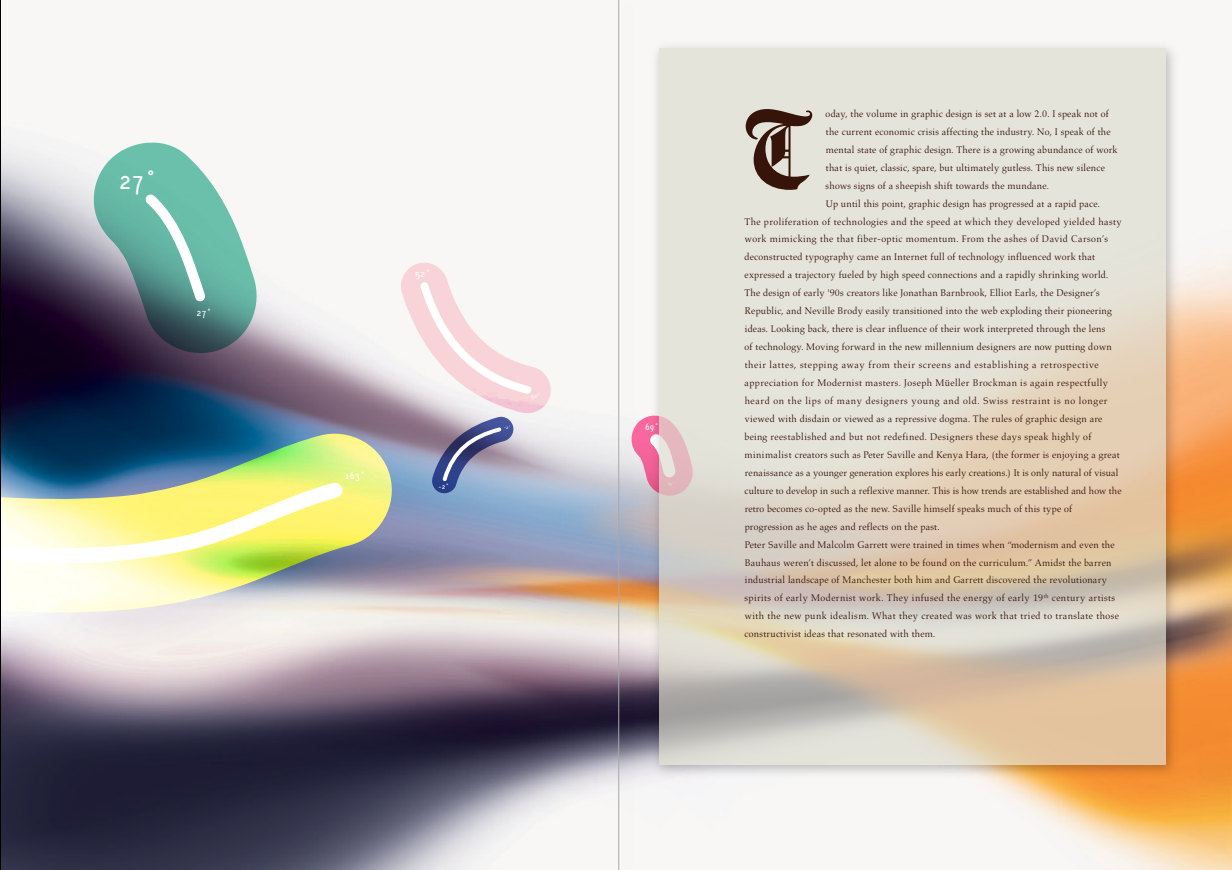 27°
27°
52°
163°
-2°
69°
Today, the volume in graphic design is set at a low 2.0. I speak not of
the current economic crisis affecting the industry. No, I speak of the
mental state of graphic design. There is a growing abundance of work
that is quiet, classic, spare, but ultimately gutless. This new silence
shows signs of a sheepish shift towards the mundane.
Up until this point, graphic design has progressed at a rapid pace.
The proliferation of technologies and the speed at which they developed yielded hasty
work mimicking the that fiber-optic momentum. From the ashes of David Carson's
deconstructed typography came an Internet full of technology influenced work that
expressed a trajectory fueled by high speed connections and a rapidly shrinking world.
The design of early '90s creators like Jonathan Barnbrook, Elliot Earls, the Designer's
Republic, and Neville Brody easily transitioned into the web exploding their pioneering
ideas. Looking back, there is clear influence of their work interpreted through the lens
of technology. Moving forward in the new millennium designers are now putting down
their lattes, stepping away from their screens and establishing a retrospective
appreciation for Modernist masters. Joseph Müeller Brockman is again respectfully
heard on the lips of many designers young and old. Swiss restraint is no longer
viewed with disdain or viewed as a repressive dogma. The rules of graphic design are
being reestablished and but not redefined. Designers these days speak highly of
minimalist creators such as Peter Saville and Kenya Hara, (the former is enjoying a great
renaissance as a younger generation explores his early creations.) It is only natural of visual
culture to develop in such a reflexive manner. This is how trends are established and how the
retro becomes co-opted as the new. Saville himself speaks much of this type of
progression as he ages and reflects on the past.
Peter Saville and Malcolm Garrett were trained in times when “modernism and even the
Bauhaus weren't discussed, let alone to be found on the curriculum.” Amidst the barren
industrial landscape of Manchester both him and Garrett discovered the revolutionary
spirits of early Modernist work. They infused the energy of early 19th century artists
with the new punk idealism. What they created was work that tried to translate those
constructivist ideas that resonated with them.